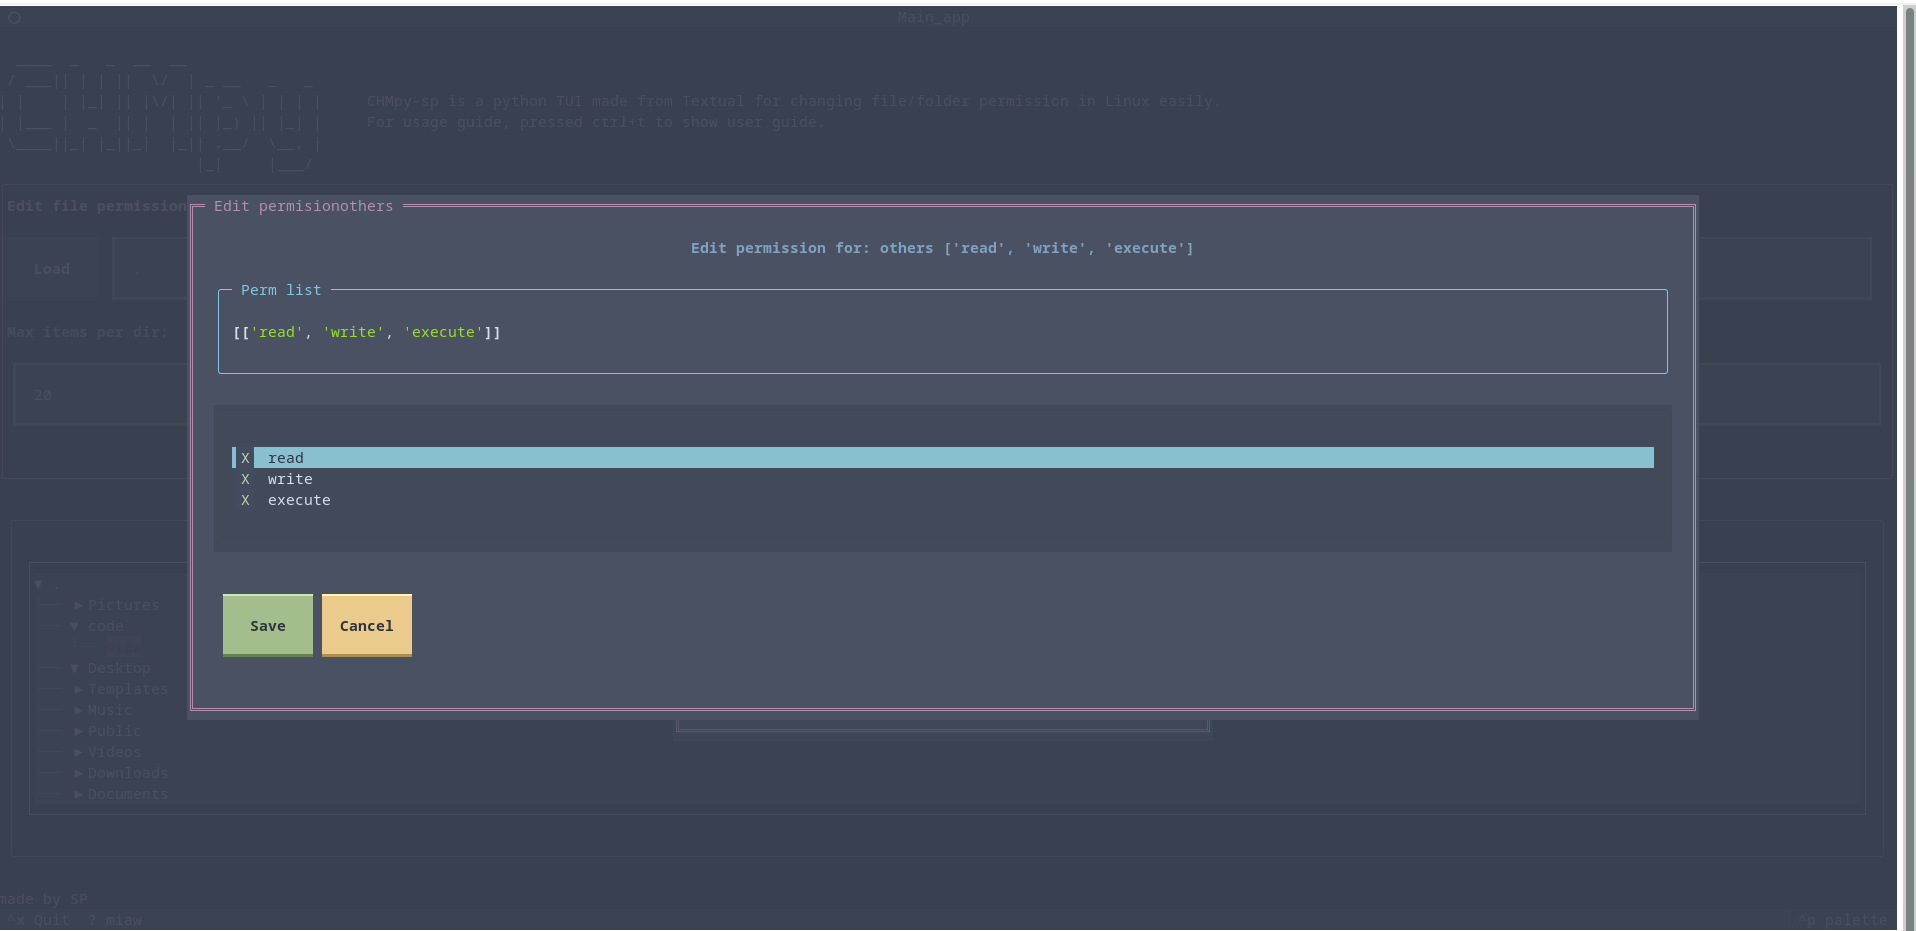 Main_app
CHMpy-sp is a python TUI made from Textual for changing file/folder permission in Linux easily.
For usage guide, pressed ctrl+t to show user guide.
Edit file permission
Edit permisionothers
Edit permission for: others ['read', 'write', 'execute']
Load
.
Perm list
[['read', 'write', 'execute']]
Max items per dir:
20
X read
X write
X execute
Save
Cancel
▼ .
▶ Pictures
▼ code
▼ Desktop
▶ Templates
▶ Music
▶ Public
▶ Videos
▶ Downloads
▶ Documents
made by SP
^x Quit ? miaw
^p palette